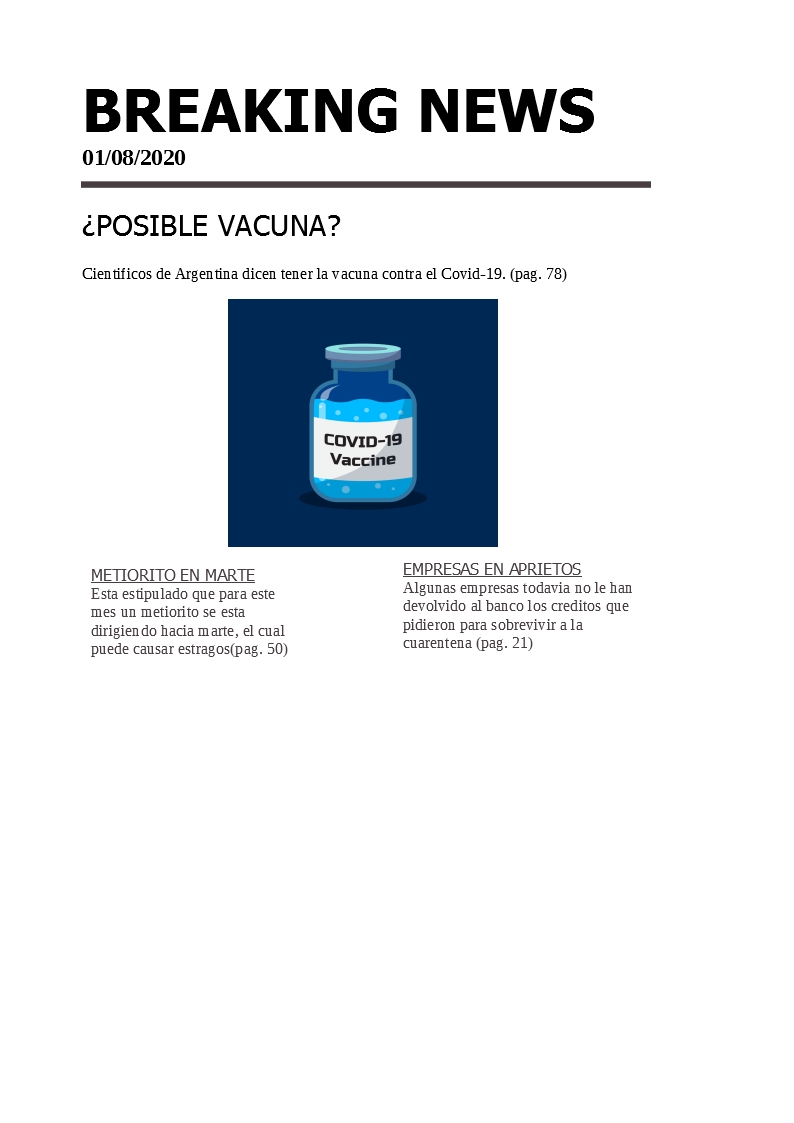 BREAKING NEWS
01/08/2020
¿POSIBLE VACUNA?
Cientificos de Argentina dicen tener la vacuna contra el Covid-19. (pag. 78)
COVID-19
Vaccine
METIORITO EN MARTE
Esta estipulado que para este
mes un metiorito se esta
dirigiendo hacia marte, el cual
puede causar estragos(pag. 50)
EMPRESAS EN APRIETOS
Algunas empresas todavia no le han
devolvido al banco los creditos que
pidieron para sobrevivir a la
cuarentena (pag. 21)